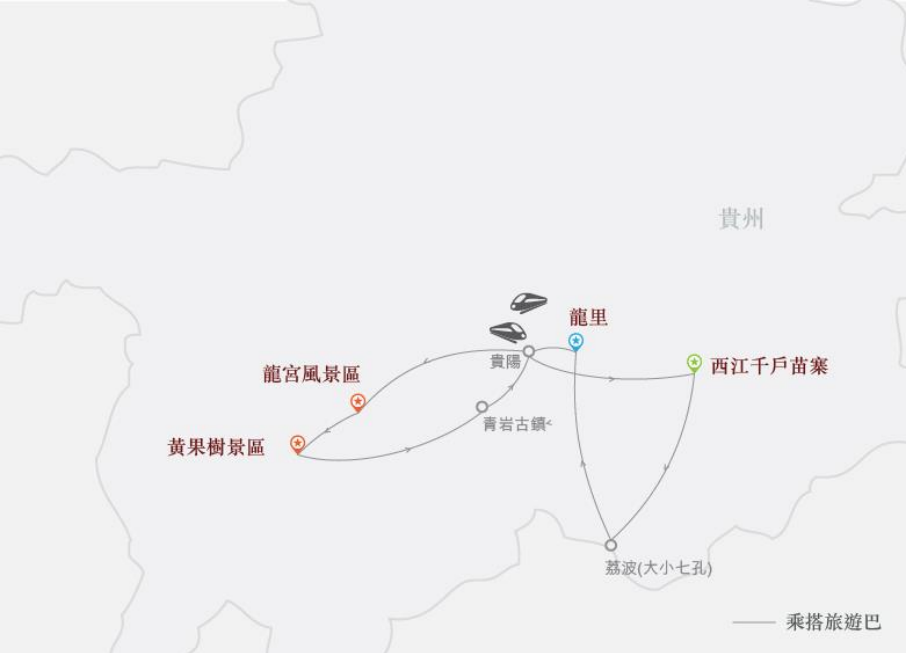 貴州
龍里
貴陽
西江千戶苗寨
龍宮風景區
青岩古鎮<
黃果樹景區
荔波(大小七孔)
乘搭旅遊巴